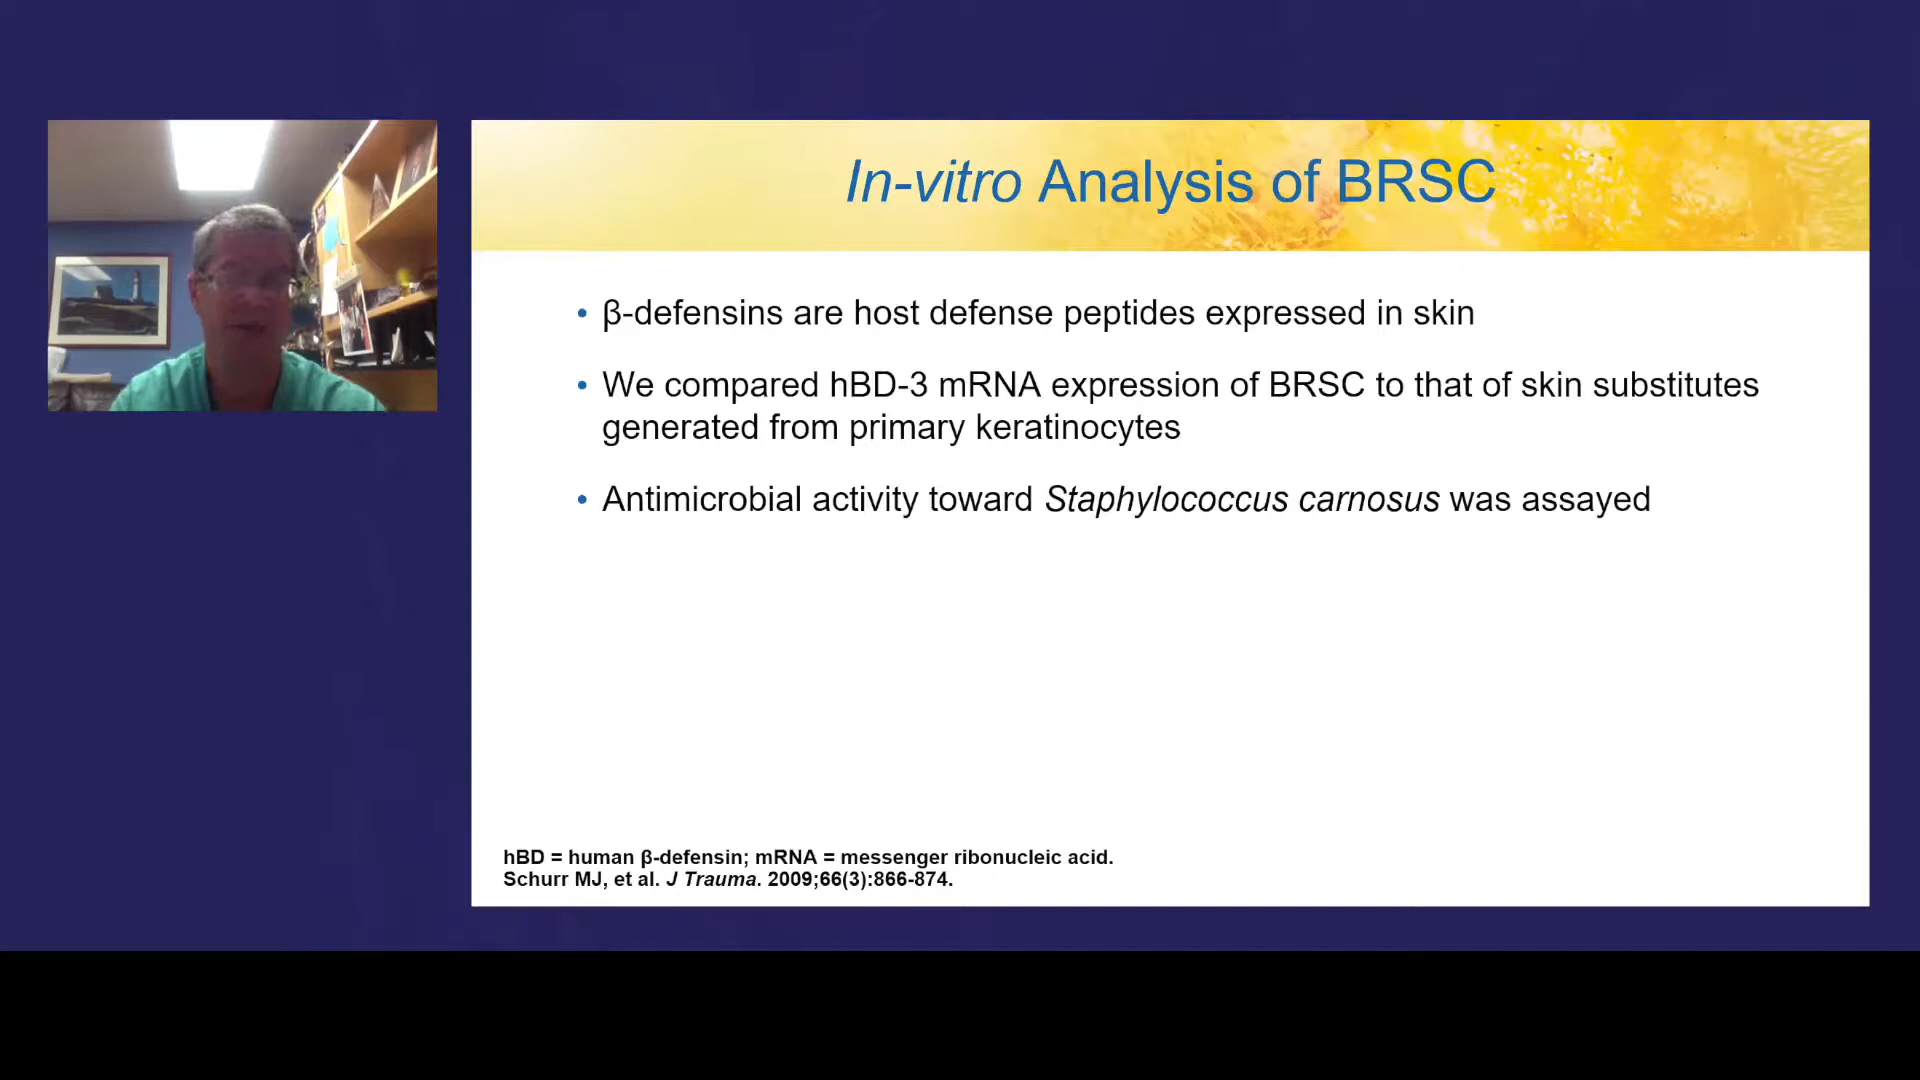 In-vitro Analysis of BRSC
• β-defensins are host defense peptides expressed in skin
• We compared hBD-3 mRNA expression of BRSC to that of skin substitutes
generated from primary keratinocytes
• Antimicrobial activity toward Staphylococcus carnosus was assayed
hBD = human β-defensin; mRNA = messenger ribonucleic acid.
Schurr MJ, et al. J Trauma. 2009;66(3):866-874.